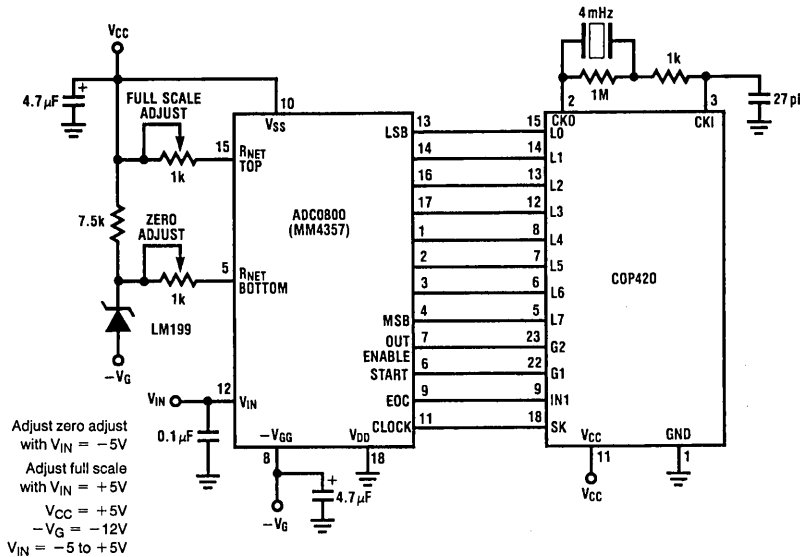 VCC
4.7µF
+
FULL SCALE
ADJUST
1k
7.5k
ZERO
ADJUST
1k
LM199
−VG
VIN
0.1µF
10
VSS
15
RNET
TOP
5
RNET
BOTTOM
12
VIN
ADC0800
(MM4357)
−VGG
8
VDD
18
+
4.7µF
−VG
LSB
13
14
16
17
1
2
3
MSB
4
OUT
ENABLE
7
START
6
EOC
9
CLOCK
11
4mHz
1M
1k
27 p
2
CKO
3
CKI
15
L0
14
L1
13
L2
12
L3
8
L4
7
L5
6
L6
5
L7
23
G2
22
G1
9
IN1
18
SK
COP420
VCC
11
VCC
GND
1
Adjust zero adjust
with VIN = −5V
Adjust full scale
with VIN = +5V
VCC = +5V
−VG = −12V
VIN = −5 to +5V